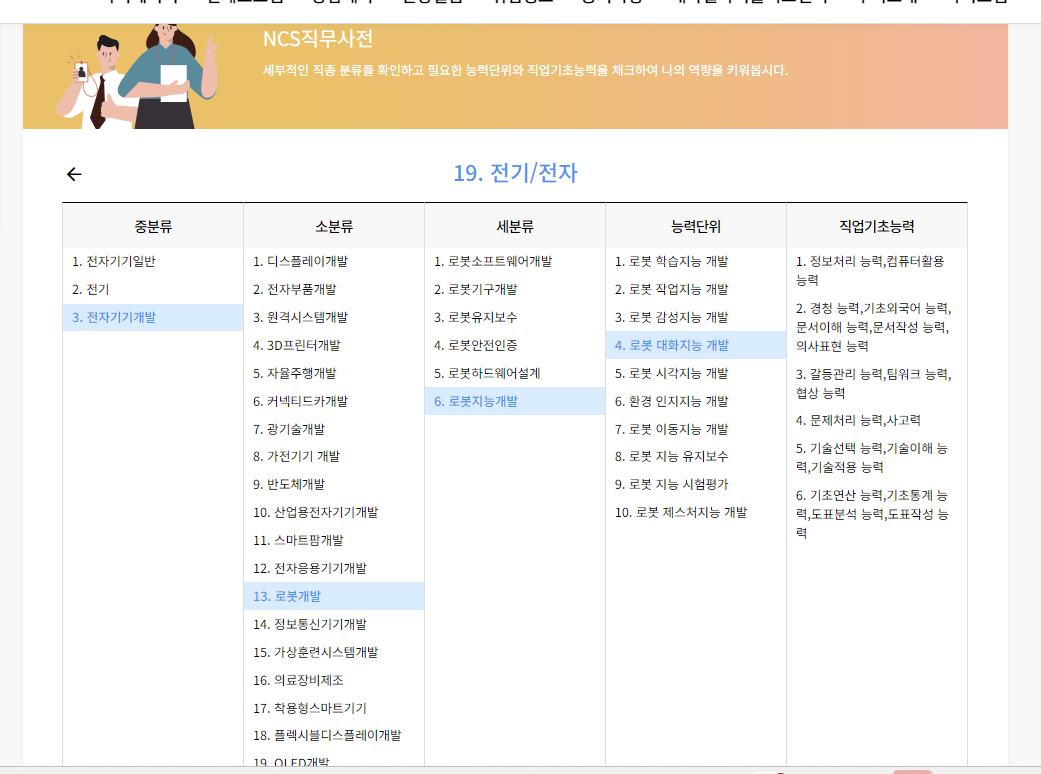 NCS직무사전
세부적인 직종 분류를 확인하고 필요한 능력단위와 직업기초능력을 체크하여 나의 역량을 키워봅시다.
19. 전기/전자
중분류
소분류
세분류
능력단위
직업기초능력
1. 전자기기일반
2. 전기
3. 전자기기개발
1. 디스플레이개발
2. 전자부품개발
3. 원격시스템개발
4. 3D프린터개발
5. 자율주행개발
6. 커넥티드카개발
7. 광기술개발
8. 가전기기 개발
9. 반도체개발
10. 산업용전자기기개발
11. 스마트팜개발
12. 전자응용기기개발
13. 로봇개발
14. 정보통신기기개발
15. 가상훈련시스템개발
16. 의료장비제조
17. 착용형스마트기기
18. 플렉시블디스플레이개발
19. OLED개발
1. 로봇소프트웨어개발
2. 로봇기구개발
3. 로봇유지보수
4. 로봇안전인증
5. 로봇하드웨어설계
6. 로봇지능개발
1. 로봇 학습지능 개발
2. 로봇 작업지능 개발
3. 로봇 감성지능 개발
4. 로봇 대화지능 개발
5. 로봇 시각지능 개발
6. 환경 인지지능 개발
7. 로봇 이동지능 개발
8. 로봇 지능 유지보수
9. 로봇 지능 시험평가
10. 로봇 제스처지능 개발
1. 정보처리 능력,컴퓨터활용
능력
2. 경청 능력,기초외국어 능력,
문서이해 능력,문서작성 능력,
의사표현 능력
3. 갈등관리 능력,팀워크 능력,
협상 능력
4. 문제처리 능력,사고력
5. 기술선택 능력,기술이해 능
력,기술적용 능력
6. 기초연산 능력,기초통계 능
력,도표분석 능력,도표작성 능
력